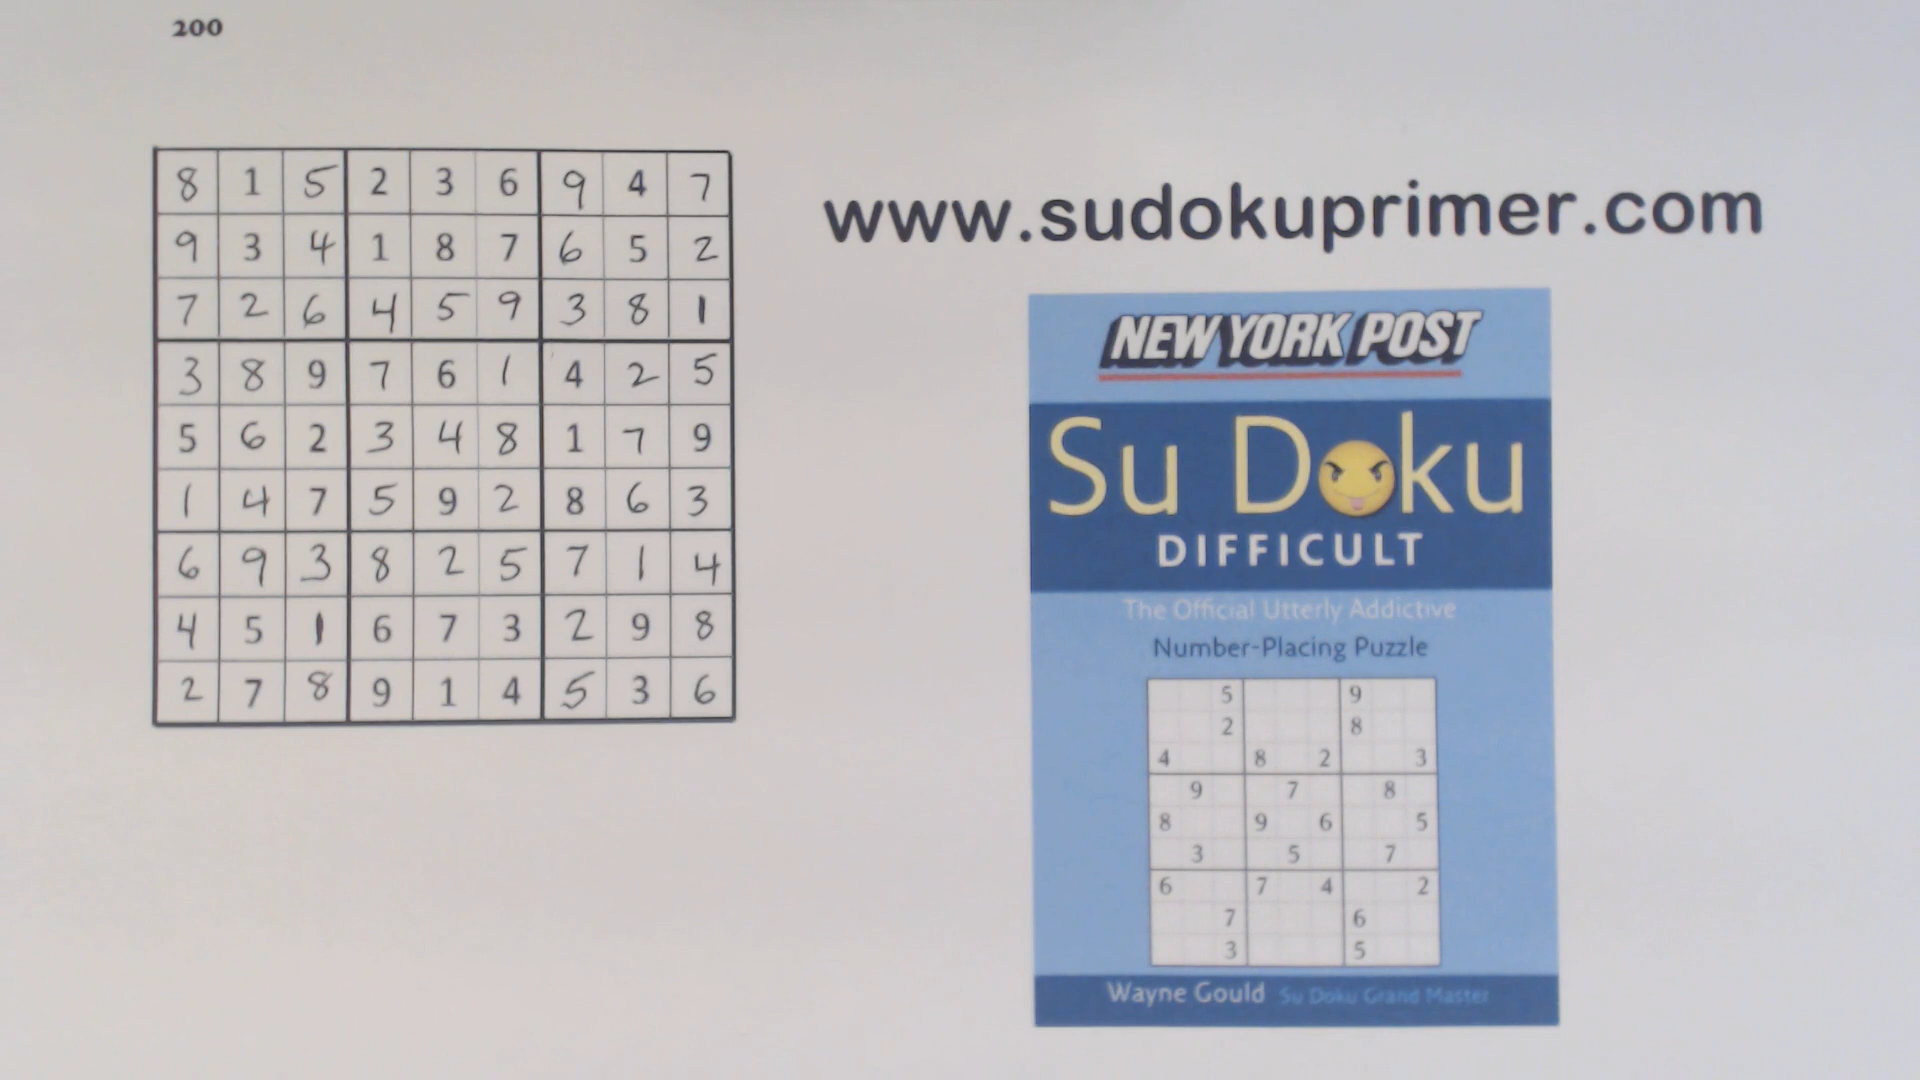 200
8 1 5 2 3 6 9 4 7
9 3 4 1 8 7 6 5 2
7 2 6 4 5 9 3 8 1
3 8 9 7 6 1 4 2 5
5 6 2 3 4 8 1 7 9
1 4 7 5 9 2 8 6 3
6 9 3 8 2 5 7 1 4
4 5 1 6 7 3 2 9 8
2 7 8 9 1 4 5 3 6
www.sudokuprimer.com
NEW YORK POST
Su Doku
DIFFICULT
The Official Utterly Addictive
Number-Placing Puzzle
5 9
2 8
4 8 2 3
9 7 8
8 9 6 5
3 5 7
6 7 4 2
7 6
3 5
Wayne Gould Su Doku Grand Master